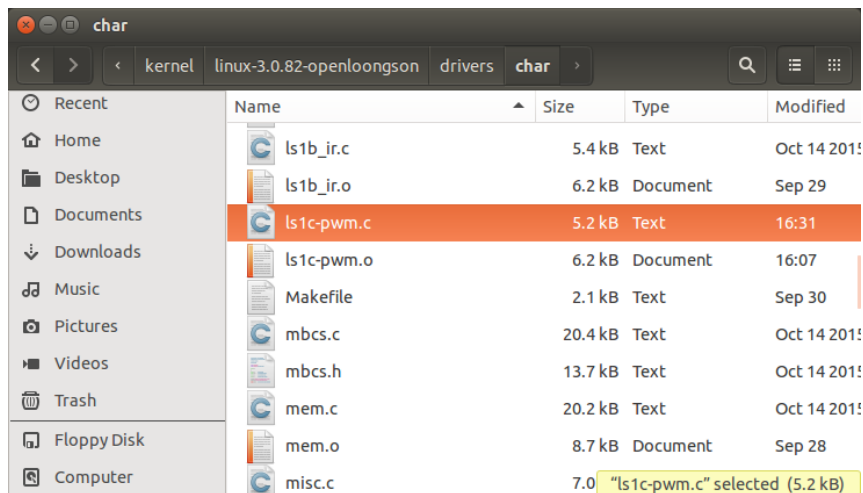 char
kernel linux-3.0.82-openloongson drivers char
Recent
Home
Desktop
Documents
Downloads
Music
Pictures
Videos
Trash
Floppy Disk
Computer
Name Size Type Modified
ls1b_ir.c 5.4 kB Text Oct 14 2015
ls1b_ir.o 6.2 kB Document Sep 29
ls1c-pwm.c 5.2 kB Text 16:31
ls1c-pwm.o 6.2 kB Document 16:07
Makefile 2.1 kB Text Sep 30
mbcs.c 20.4 kB Text Oct 14 2015
mbcs.h 13.7 kB Text Oct 14 2015
mem.c 20.2 kB Text Oct 14 2015
mem.o 8.7 kB Document Sep 28
misc.c 7.0
"ls1c-pwm.c" selected (5.2 kB)